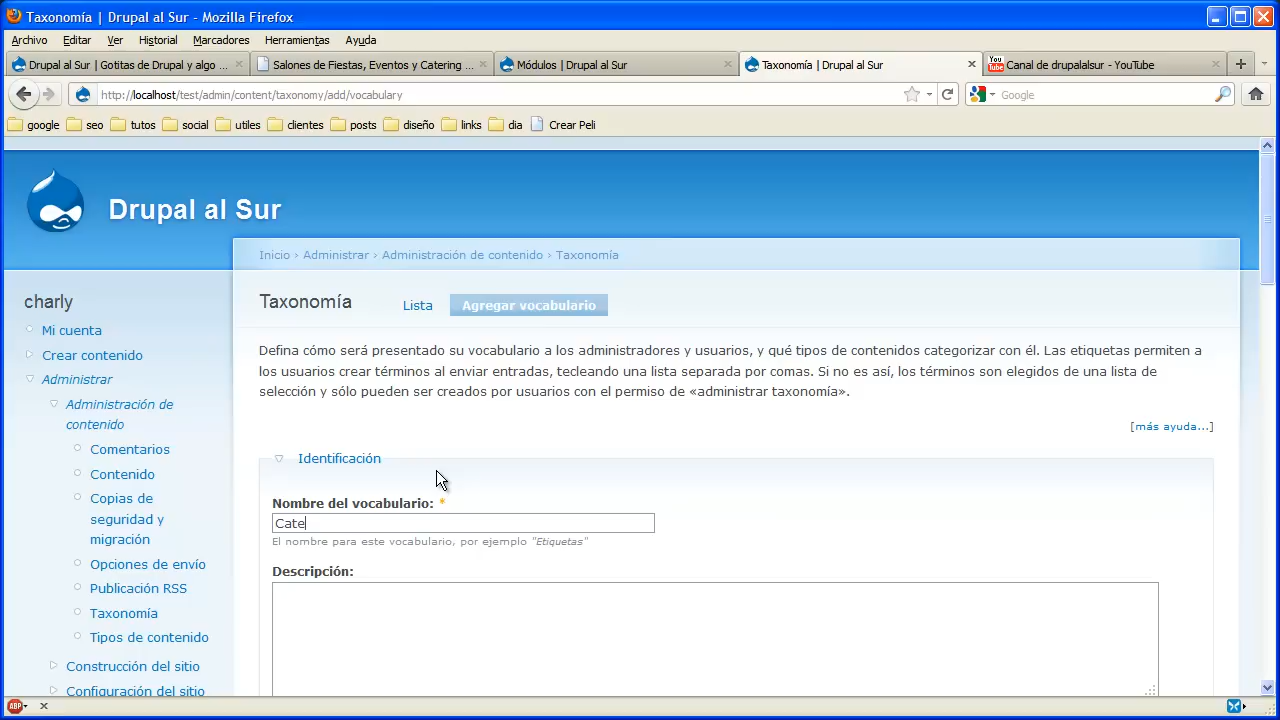 Taxonomía | Drupal al Sur - Mozilla Firefox
Archivo Editar Ver Historial Marcadores Herramientas Ayuda
Drupal al Sur | Gotitas de Drupal y algo ... Salones de Fiestas, Eventos y Catering ... Módulos | Drupal al Sur Taxonomía | Drupal al Sur Canal de drupalalsur - YouTube
http://localhost/test/admin/content/taxonomy/add/vocabulary Google
google seo tutos social utiles clientes posts diseño links dia Crear Peli
Drupal al Sur
Inicio › Administrar › Administración de contenido › Taxonomía
charly
Mi cuenta
Crear contenido
Administrar
Administración de
contenido
Comentarios
Contenido
Copias de
seguridad y
migración
Opciones de envío
Publicación RSS
Taxonomía
Tipos de contenido
Construcción del sitio
Configuración del sitio
Taxonomía Lista Agregar vocabulario
Defina cómo será presentado su vocabulario a los administradores y usuarios, y qué tipos de contenidos categorizar con él. Las etiquetas permiten a
los usuarios crear términos al enviar entradas, tecleando una lista separada por comas. Si no es así, los términos son elegidos de una lista de
selección y sólo pueden ser creados por usuarios con el permiso de «administrar taxonomía».
[más ayuda...]
Identificación
Nombre del vocabulario: *
Cate
El nombre para este vocabulario, por ejemplo "Etiquetas"
Descripción:
ABP